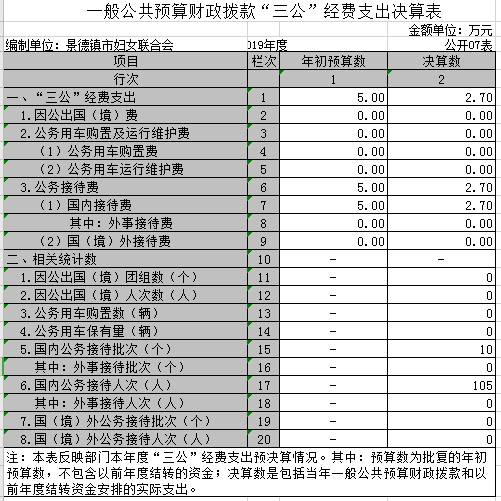 一般公共预算财政拨款“三公”经费支出决算表
金额单位：万元
编制单位：景德镇市妇女联合会 019年度 公开07表
项目 栏次 年初预算数 决算数
行次 1 2
一、“三公”经费支出 1 5.00 2.70
1.因公出国（境）费 2 0.00 0.00
2.公务用车购置及运行维护费 3 0.00 0.00
（1）公务用车购置费 4 0.00 0.00
（2）公务用车运行维护费 5 0.00 0.00
3.公务接待费 6 5.00 2.70
（1）国内接待费 7 5.00 2.70
其中：外事接待费 8 0.00 0.00
（2）国（境）外接待费 9 0.00 0.00
二、相关统计数 10 - -
1.因公出国（境）团组数（个） 11 - 0
2.因公出国（境）人次数（人） 12 - 0
3.公务用车购置数（辆） 13 - 0
4.公务用车保有量（辆） 14 - 0
5.国内公务接待批次（个） 15 - 10
其中：外事接待批次（个） 16 - 0
6.国内公务接待人次（人） 17 - 105
其中：外事接待人次（人） 18 - 0
7.国（境）外公务接待批次（个） 19 - 0
8.国（境）外公务接待人次（人） 20 - 0
注：本表反映部门本年度“三公”经费支出预决算情况。其中：预算数为批复的年初
预算数，不包含以前年度结转的资金；决算数是包括当年一般公共预算财政拨款和以
前年度结转资金安排的实际支出。